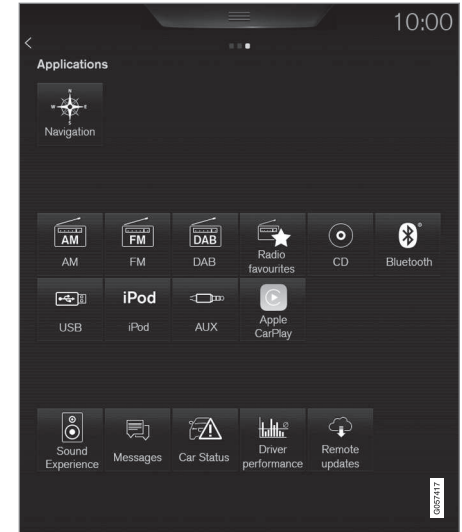 10:00
Applications
N
W E
S
Navigation
AM FM DAB
AM FM DAB Radio favourites CD Bluetooth
iPod
USB iPod AUX Apple CarPlay
Sound Experience Messages Car Status Driver performance Remote updates
G057417